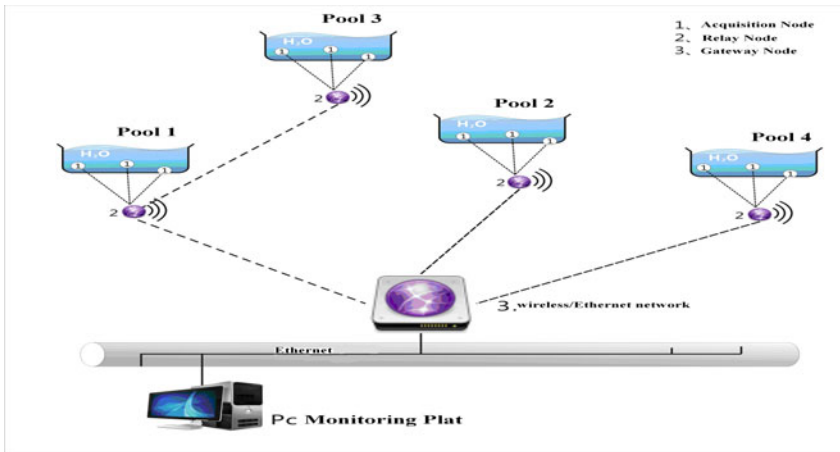 Pool 3
1、 Acquisition Node
2、 Relay Node
3、 Gateway Node
H₂O
1 1 1
2
Pool 2
H₂O
1 1 1
2
Pool 1
H₂O
1 1 1
2
Pool 4
H₂O
1 1 1
2
3.wireless/Ethernet network
Ethernet
Pc Monitoring Plat